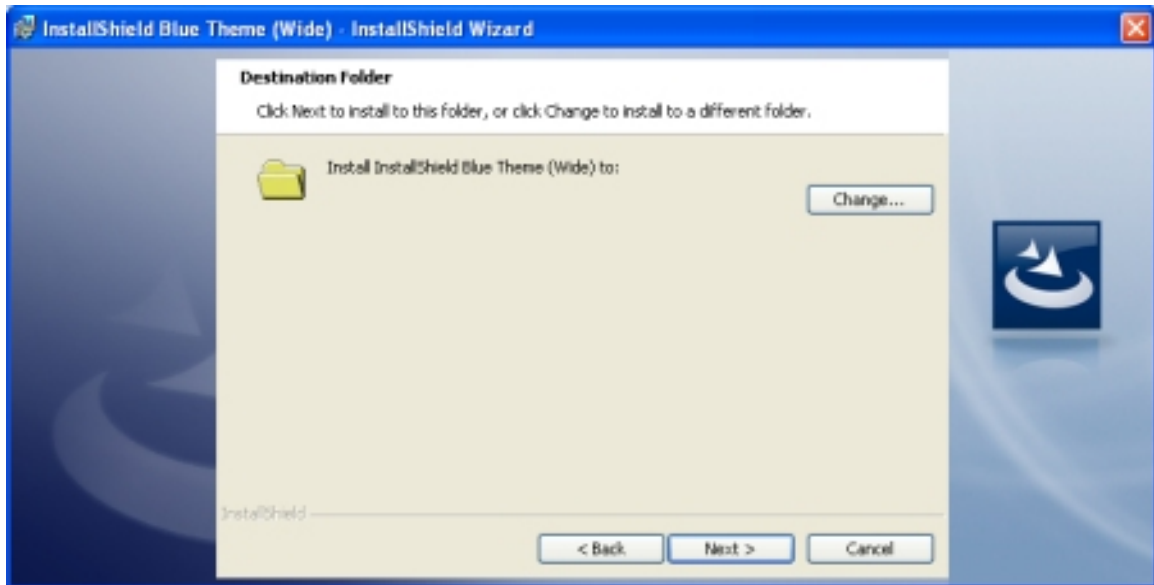 InstallShield Blue Theme (Wide) - InstallShield Wizard
Destination Folder
Click Next to install to this folder, or click Change to install to a different folder.
Install InstallShield Blue Theme (Wide) to:
Change...
InstallShield
< Back
Next >
Cancel